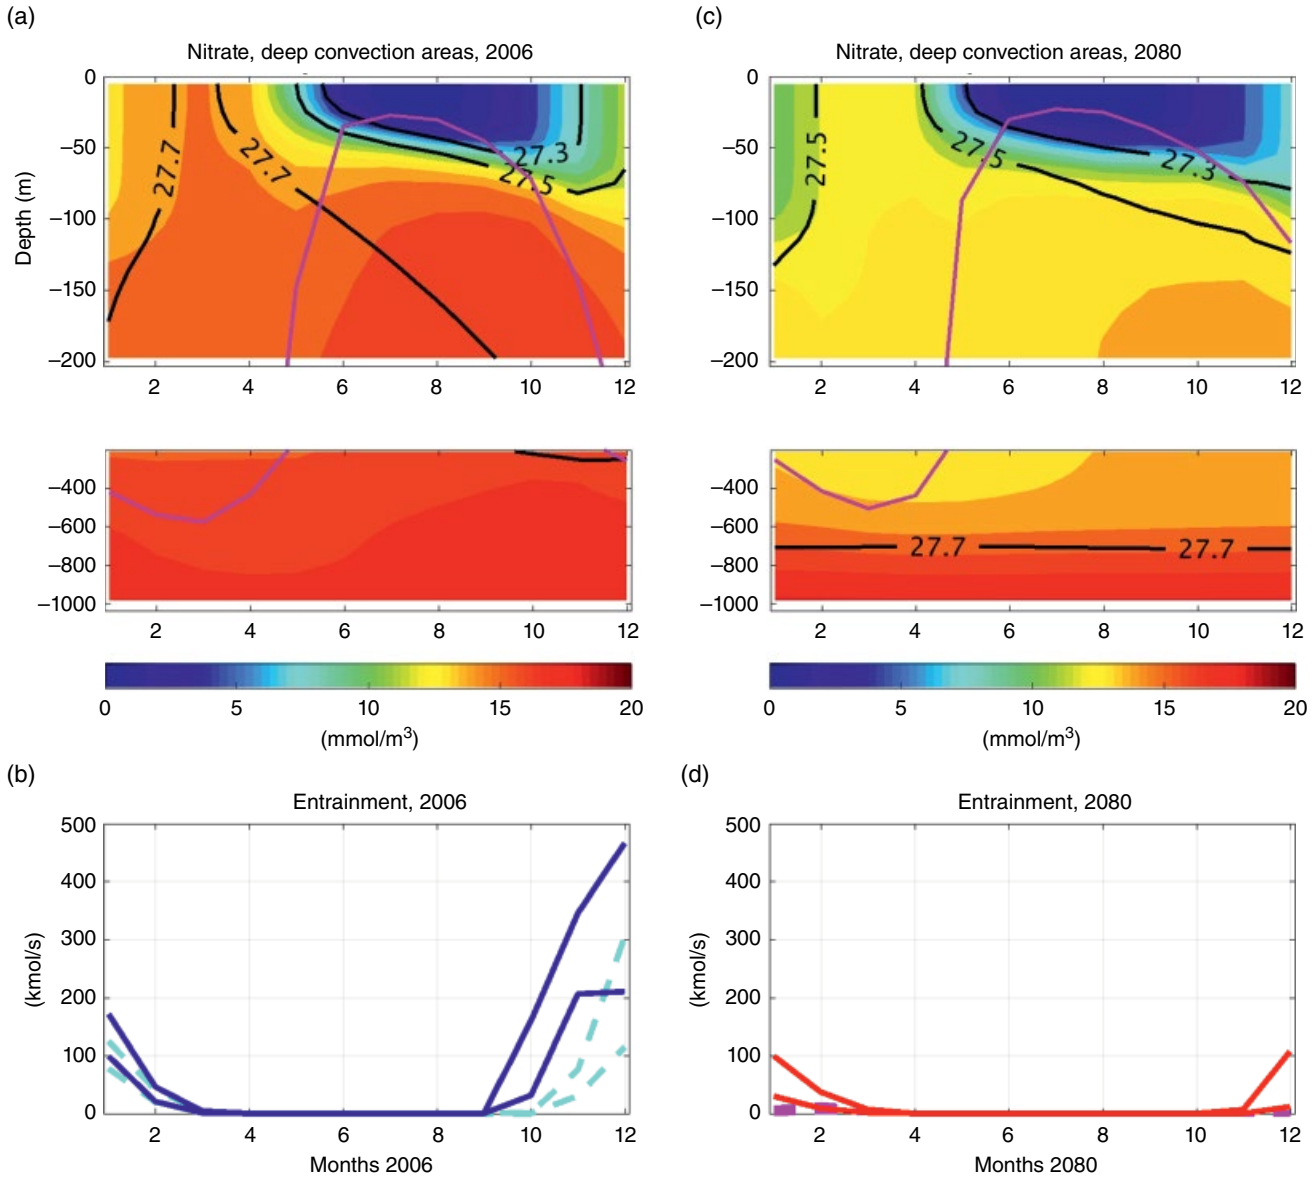 (a)
Nitrate, deep convection areas, 2006
0
−50
−100
−150
−200
Depth (m)
27.7
27.7
27.3
27.5
2 4 6 8 10 12
−400
−600
−800
−1000
2 4 6 8 10 12
0 5 10 15 20
(mmol/m³)
(c)
Nitrate, deep convection areas, 2080
0
−50
−100
−150
−200
27.5
27.5
27.3
2 4 6 8 10 12
−400
−600
−800
−1000
27.7 27.7
2 4 6 8 10 12
0 5 10 15 20
(mmol/m³)
(b)
Entrainment, 2006
500
400
300
200
100
0
(kmol/s)
2 4 6 8 10 12
Months 2006
(d)
Entrainment, 2080
500
400
300
200
100
0
(kmol/s)
2 4 6 8 10 12
Months 2080